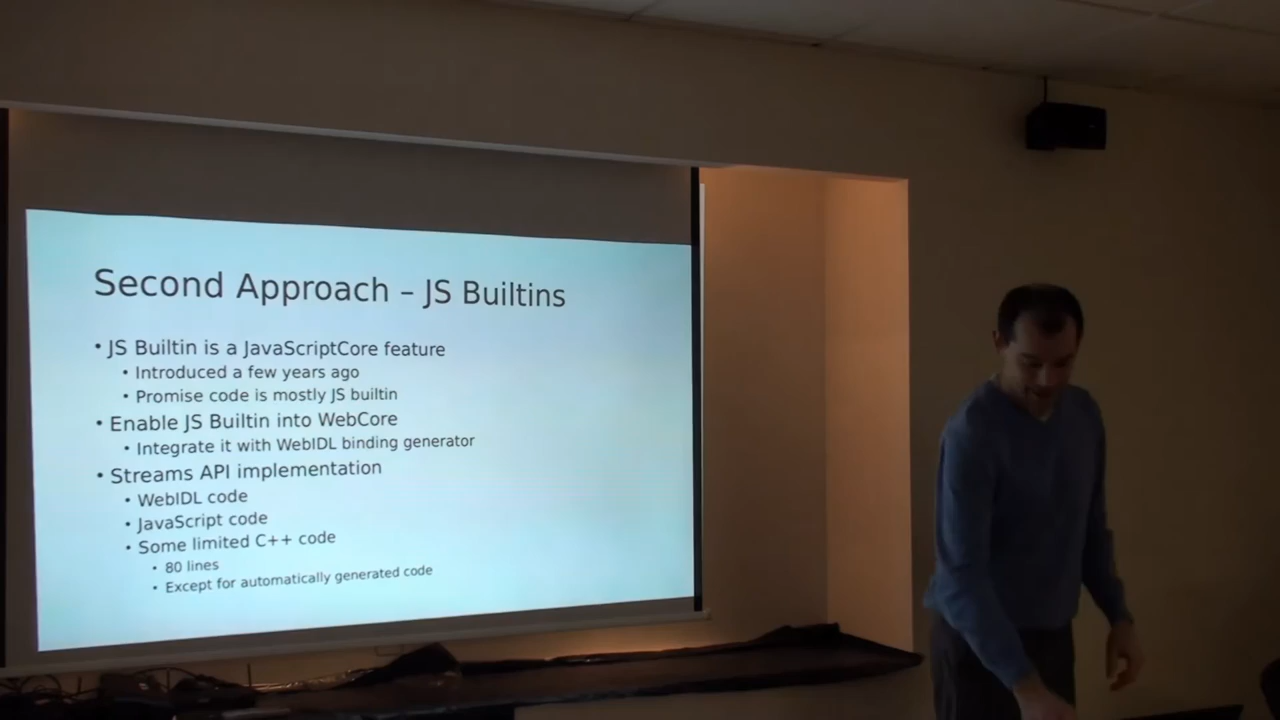 Second Approach – JS Builtins
• JS Builtin is a JavaScriptCore feature
• Introduced a few years ago
• Promise code is mostly JS builtin
• Enable JS Builtin into WebCore
• Integrate it with WebIDL binding generator
• Streams API implementation
• WebIDL code
• JavaScript code
• Some limited C++ code
• 80 lines
• Except for automatically generated code